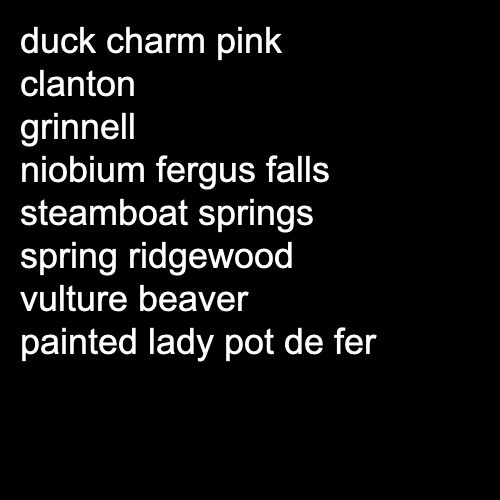 duck charm pink
clanton
grinnell
niobium fergus falls
steamboat springs
spring ridgewood
vulture beaver
painted lady pot de fer